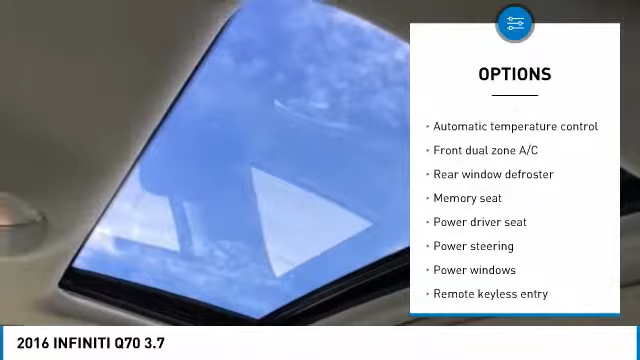 OPTIONS
· Automatic temperature control
· Front dual zone A/C
· Rear window defroster
· Memory seat
· Power driver seat
· Power steering
· Power windows
· Remote keyless entry
2016 INFINITI Q70 3.7